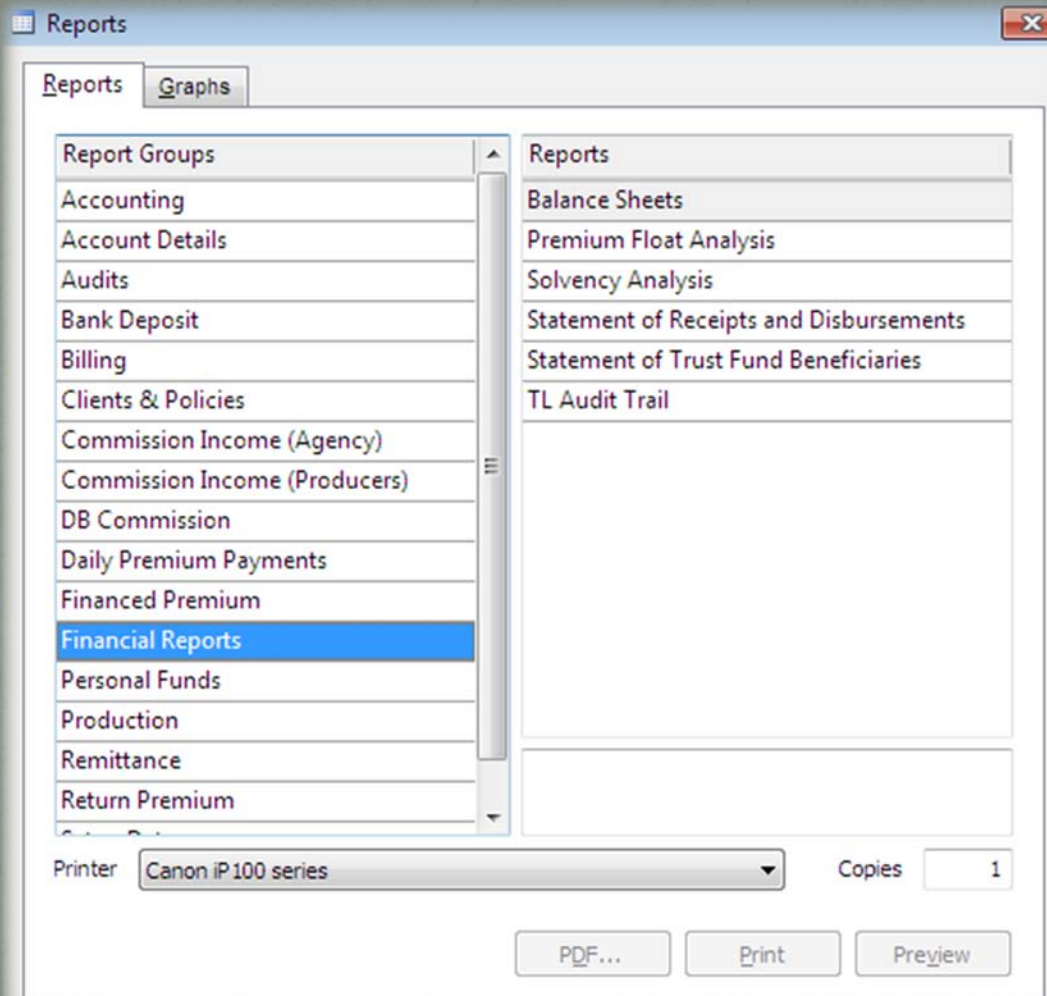 Reports
Reports
Graphs
Report Groups
Accounting
Account Details
Audits
Bank Deposit
Billing
Clients & Policies
Commission Income (Agency)
Commission Income (Producers)
DB Commission
Daily Premium Payments
Financed Premium
Financial Reports
Personal Funds
Production
Remittance
Return Premium
Reports
Balance Sheets
Premium Float Analysis
Solvency Analysis
Statement of Receipts and Disbursements
Statement of Trust Fund Beneficiaries
TL Audit Trail
Printer
Canon iP100 series
Copies
1
PDF...
Print
Preview